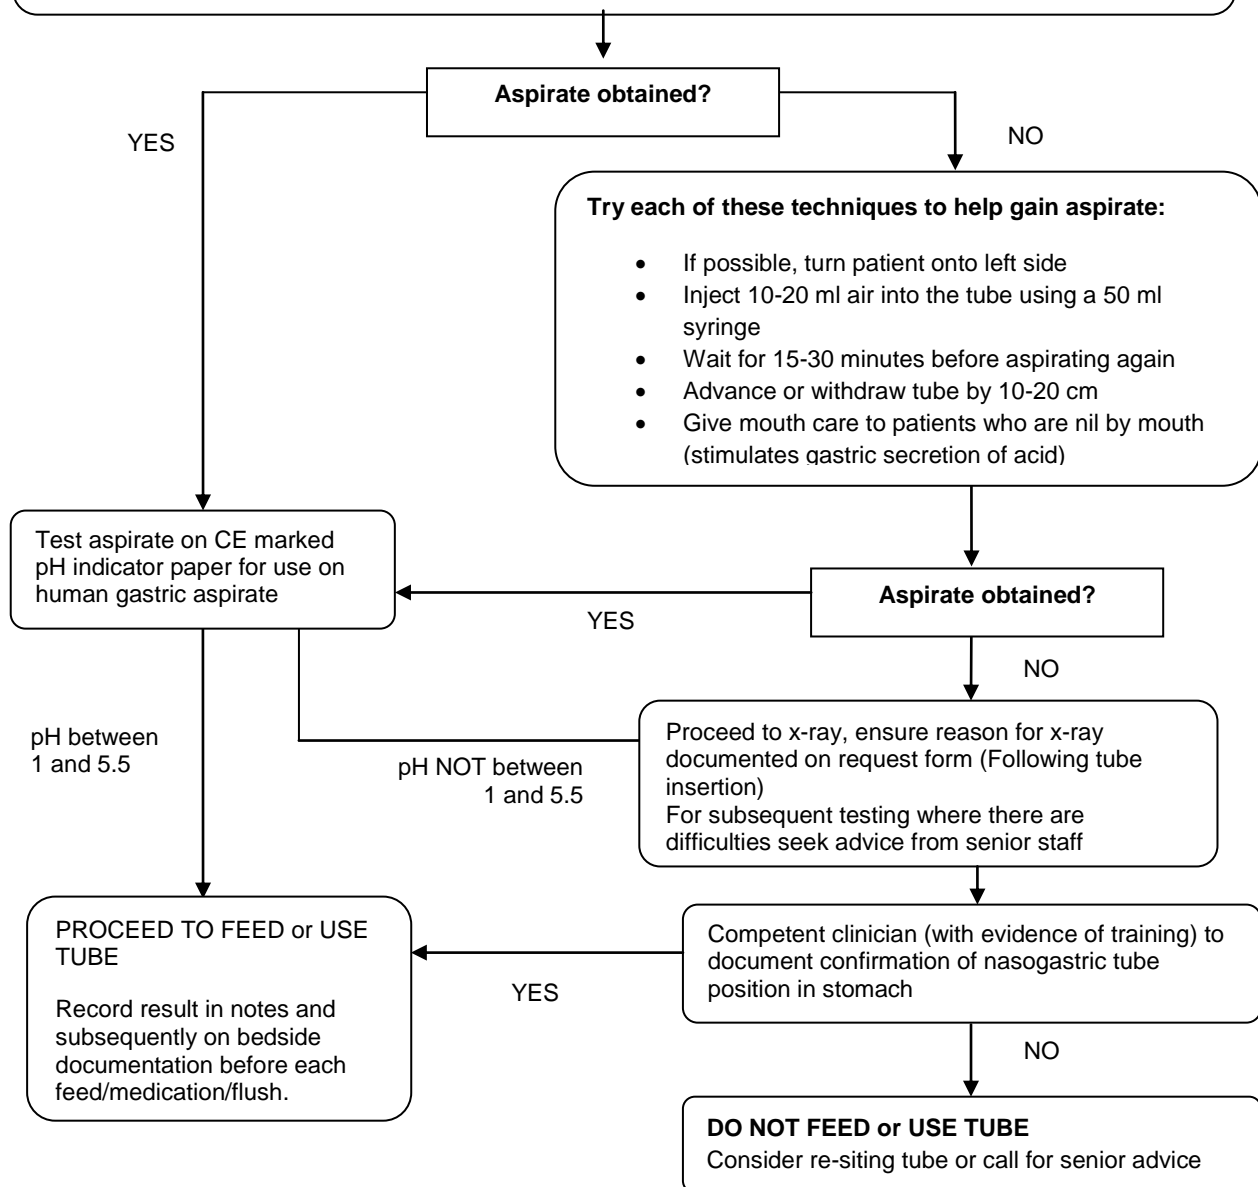 Aspirate obtained?
YES
NO
Try each of these techniques to help gain aspirate:
• If possible, turn patient onto left side
• Inject 10-20 ml air into the tube using a 50 ml
syringe
• Wait for 15-30 minutes before aspirating again
• Advance or withdraw tube by 10-20 cm
• Give mouth care to patients who are nil by mouth
(stimulates gastric secretion of acid)
Test aspirate on CE marked
pH indicator paper for use on
human gastric aspirate
YES
Aspirate obtained?
NO
pH between
1 and 5.5
pH NOT between
1 and 5.5
Proceed to x-ray, ensure reason for x-ray
documented on request form (Following tube
insertion)
For subsequent testing where there are
difficulties seek advice from senior staff
PROCEED TO FEED or USE
TUBE
Record result in notes and
subsequently on bedside
documentation before each
feed/medication/flush.
YES
Competent clinician (with evidence of training) to
document confirmation of nasogastric tube
position in stomach
NO
DO NOT FEED or USE TUBE
Consider re-siting tube or call for senior advice